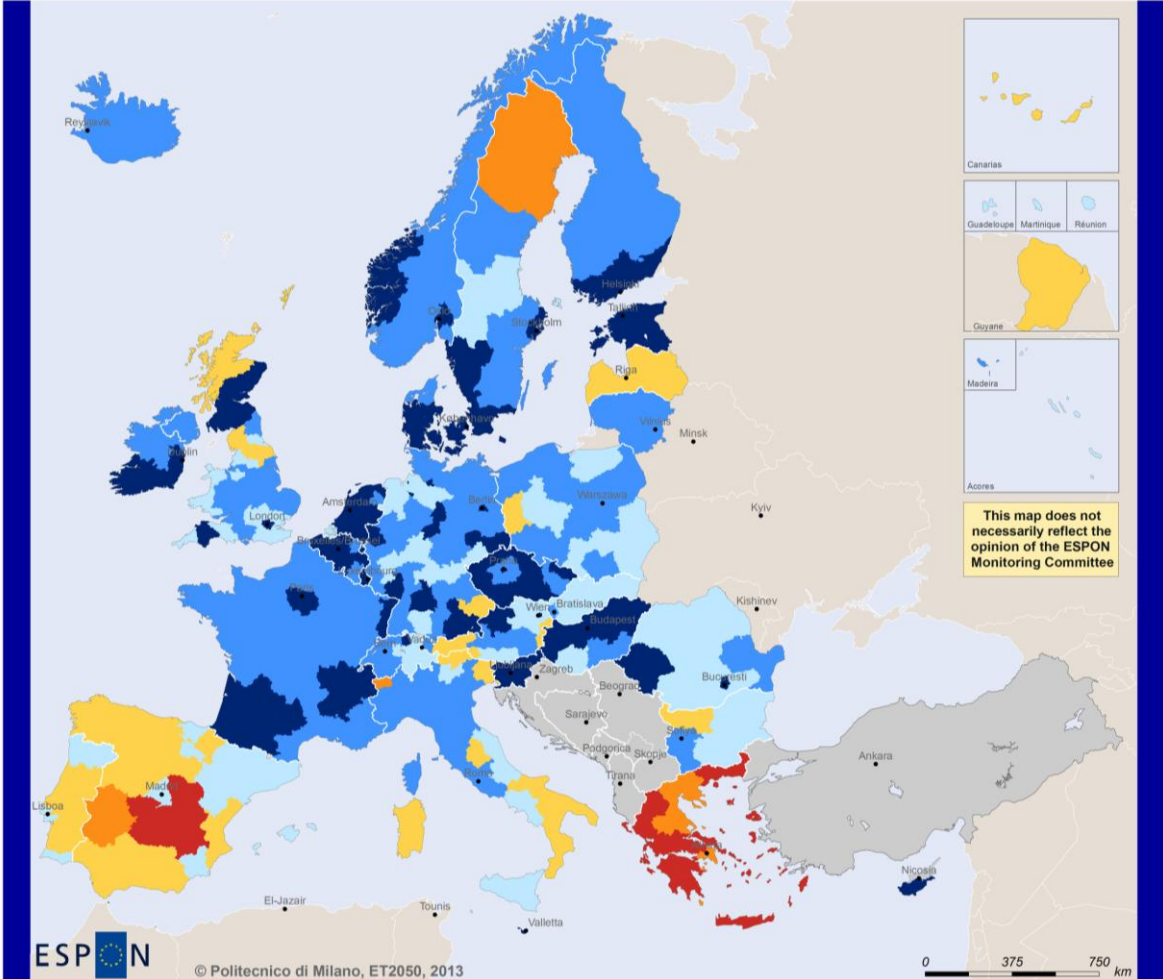 Reykjavik
Canarias
Guadeloupe
Martinique
Réunion
Guyane
Madeira
Acores
This map does not
necessarily reflect the
opinion of the ESPON
Monitoring Committee
Helsinki
Tallinn
Oslo
Stockholm
Riga
København
Vilnius
Minsk
Dublin
Amsterdam
Berlin
Warszawa
London
Kyiv
Paris
Praha
Wien
Bratislava
Budapest
Kishinev
Ljubljana
Zagreb
Beograd
Bucuresti
Sarajevo
Podgorica
Skopje
Sofiya
Roma
Tirana
Ankara
Madrid
Lisboa
Nicosia
El-Jazair
Tounis
Valletta
ESPON
© Politecnico di Milano, ET2050, 2013
0 375 750
km